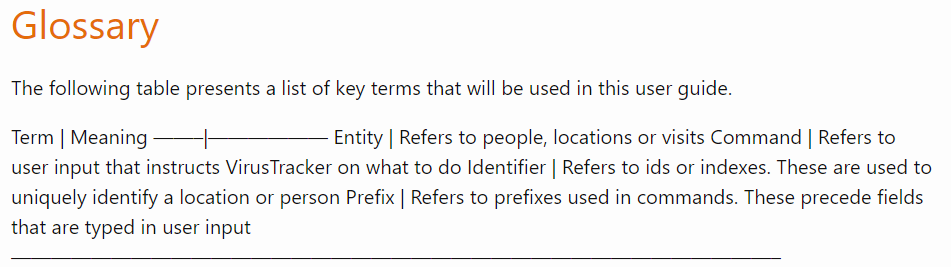 Glossary
The following table presents a list of key terms that will be used in this user guide.
Term | Meaning ——–|—————— Entity | Refers to people, locations or visits Command | Refers to
user input that instructs VirusTracker on what to do Identifier | Refers to ids or indexes. These are used to
uniquely identify a location or person Prefix | Refers to prefixes used in commands. These precede fields
that are typed in user input